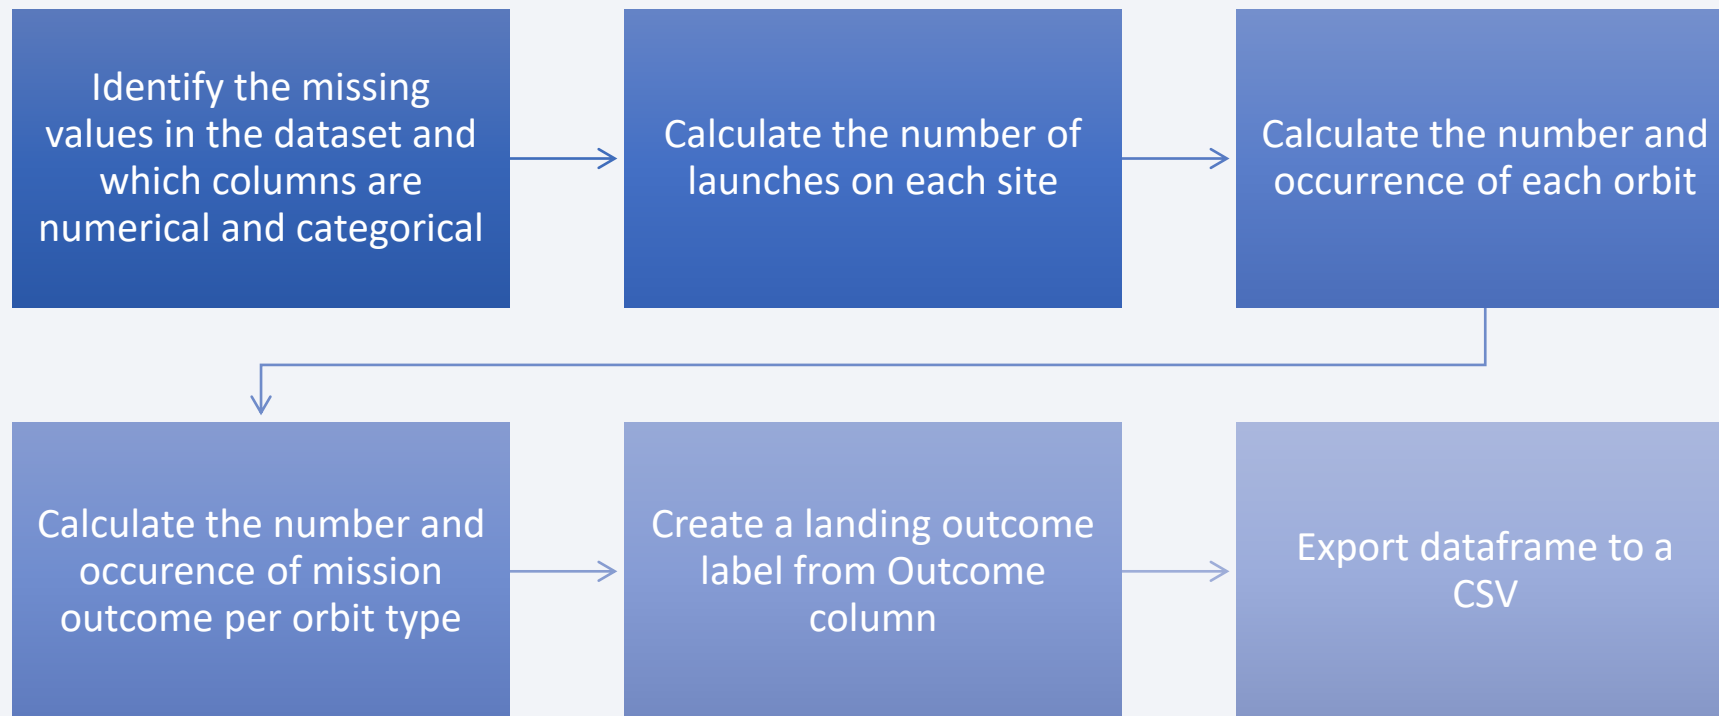 Identify the missing
values in the dataset and
which columns are
numerical and categorical
Calculate the number of
launches on each site
Calculate the number and
occurrence of each orbit
Calculate the number and
occurence of mission
outcome per orbit type
Create a landing outcome
label from Outcome
column
Export dataframe to a
CSV